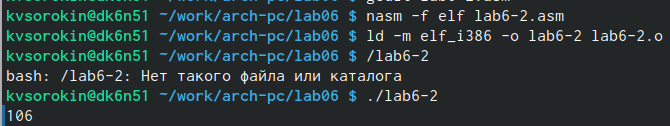 kvsorokin@dk6n51 ~/work/arch-pc/lab06 $ nasm -f elf lab6-2.asm
kvsorokin@dk6n51 ~/work/arch-pc/lab06 $ ld -m elf_i386 -o lab6-2 lab6-2.o
kvsorokin@dk6n51 ~/work/arch-pc/lab06 $ /lab6-2
bash: /lab6-2: Нет такого файла или каталога
kvsorokin@dk6n51 ~/work/arch-pc/lab06 $ ./lab6-2
106